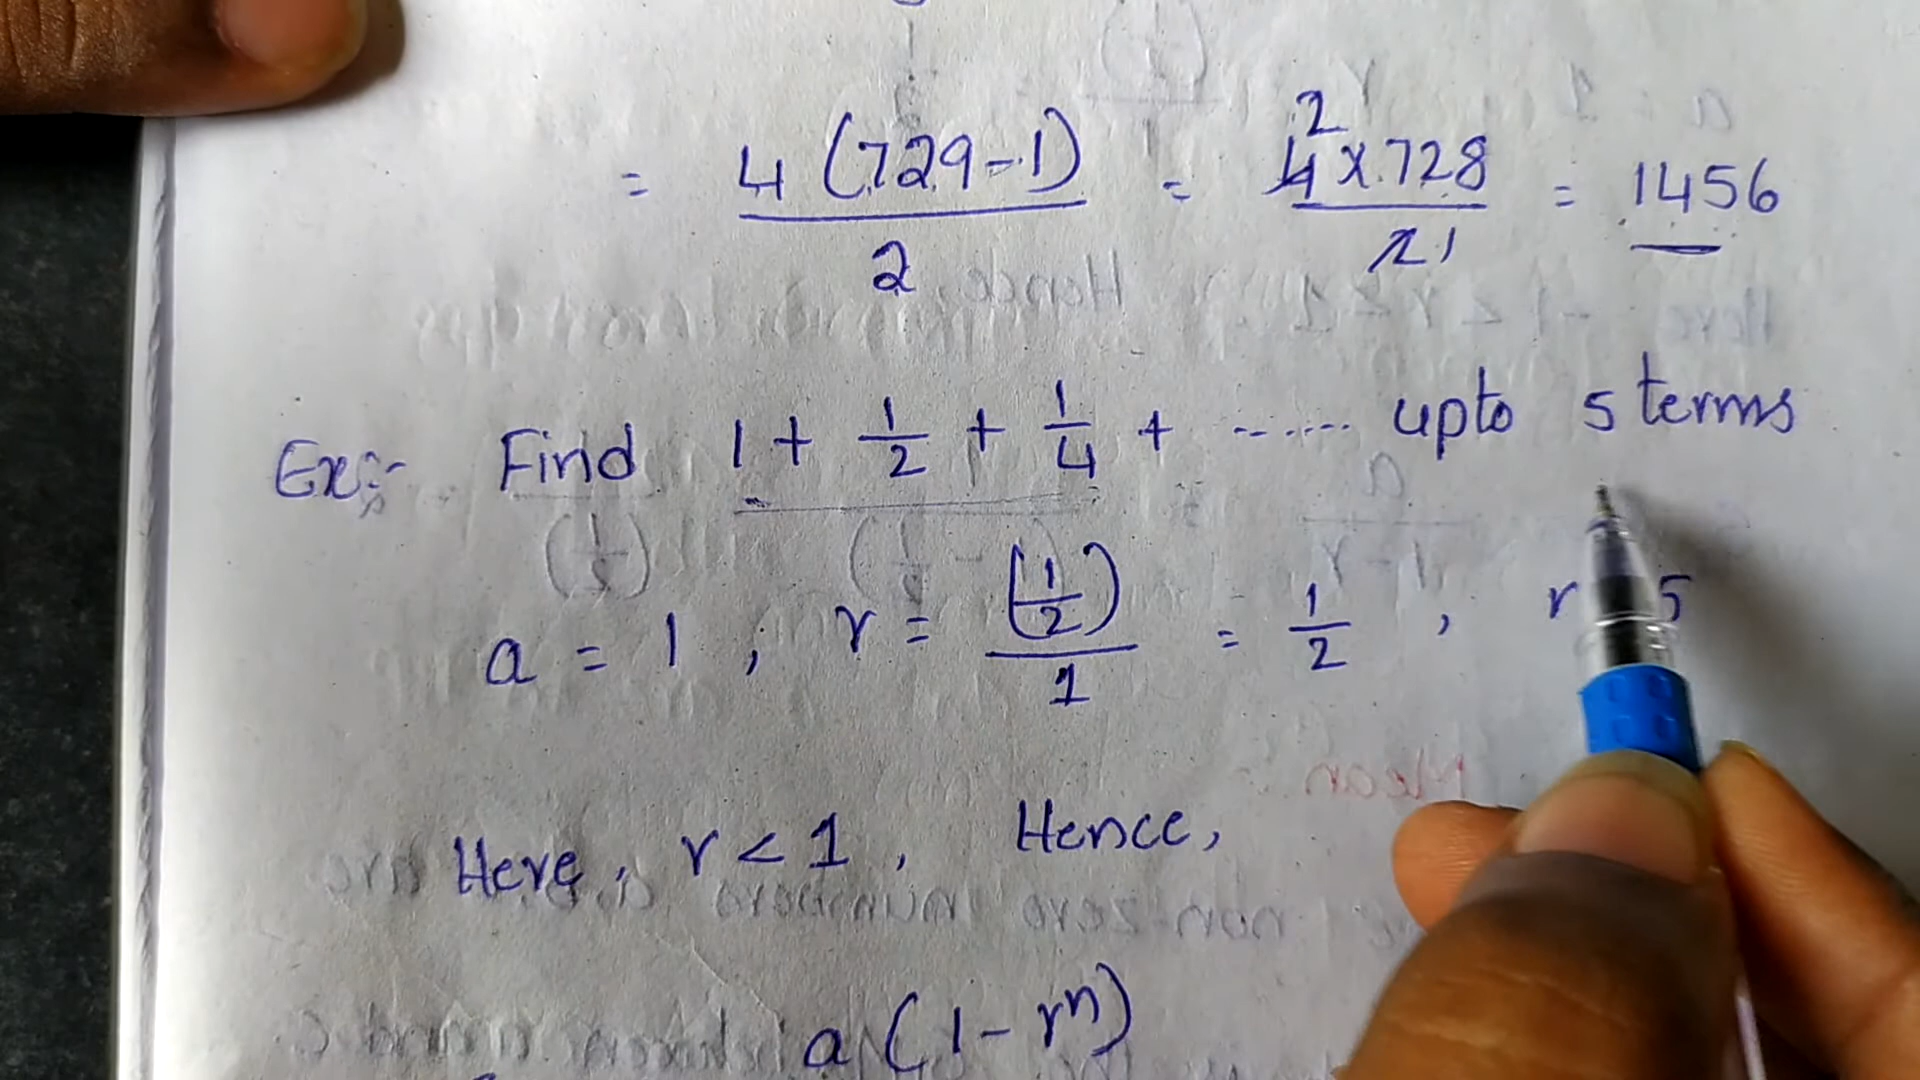 = 4 (729-1) / 2 = 4 2 × 728 / 2 1 = 1456
Ex:- Find 1 + 1/2 + 1/4 + ...... upto 5 terms
a = 1 , r = (1/2) / 1 = 1/2 , 5
Here, r < 1 , Hence,
a (1 - rⁿ)